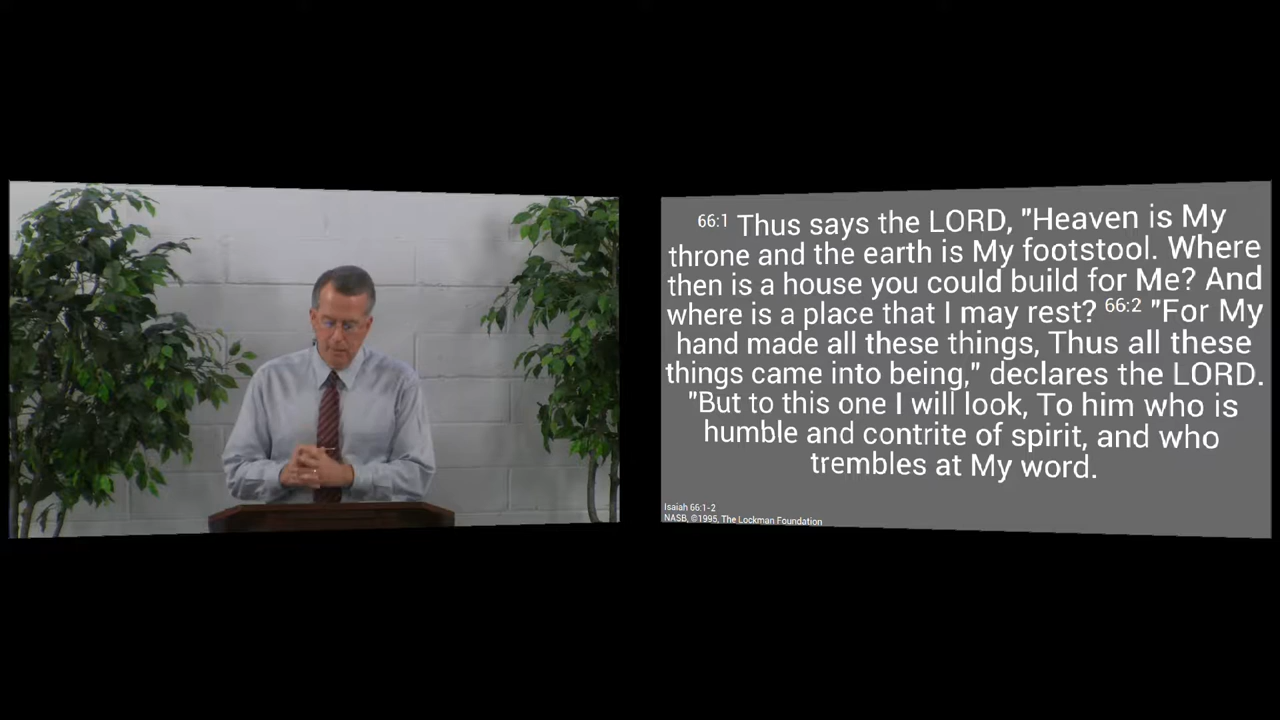 66:1 Thus says the LORD, "Heaven is My
throne and the earth is My footstool. Where
then is a house you could build for Me? And
where is a place that I may rest? 66:2 "For My
hand made all these things, Thus all these
things came into being," declares the LORD.
"But to this one I will look, To him who is
humble and contrite of spirit, and who
trembles at My word.
Isaiah 66:1-2
NASB, ©1995, The Lockman Foundation